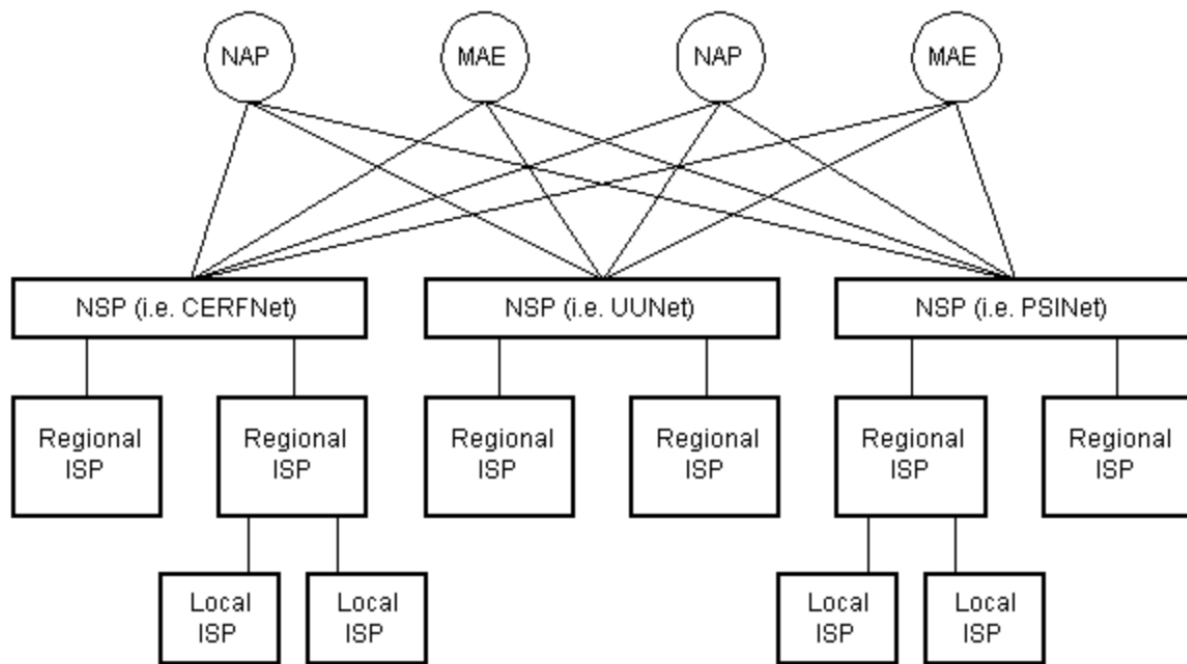 NAP
MAE
NAP
MAE
NSP (i.e. CERFNet)
NSP (i.e. UUNet)
NSP (i.e. PSINet)
Regional
ISP
Regional
ISP
Regional
ISP
Regional
ISP
Regional
ISP
Regional
ISP
Local
ISP
Local
ISP
Local
ISP
Local
ISP